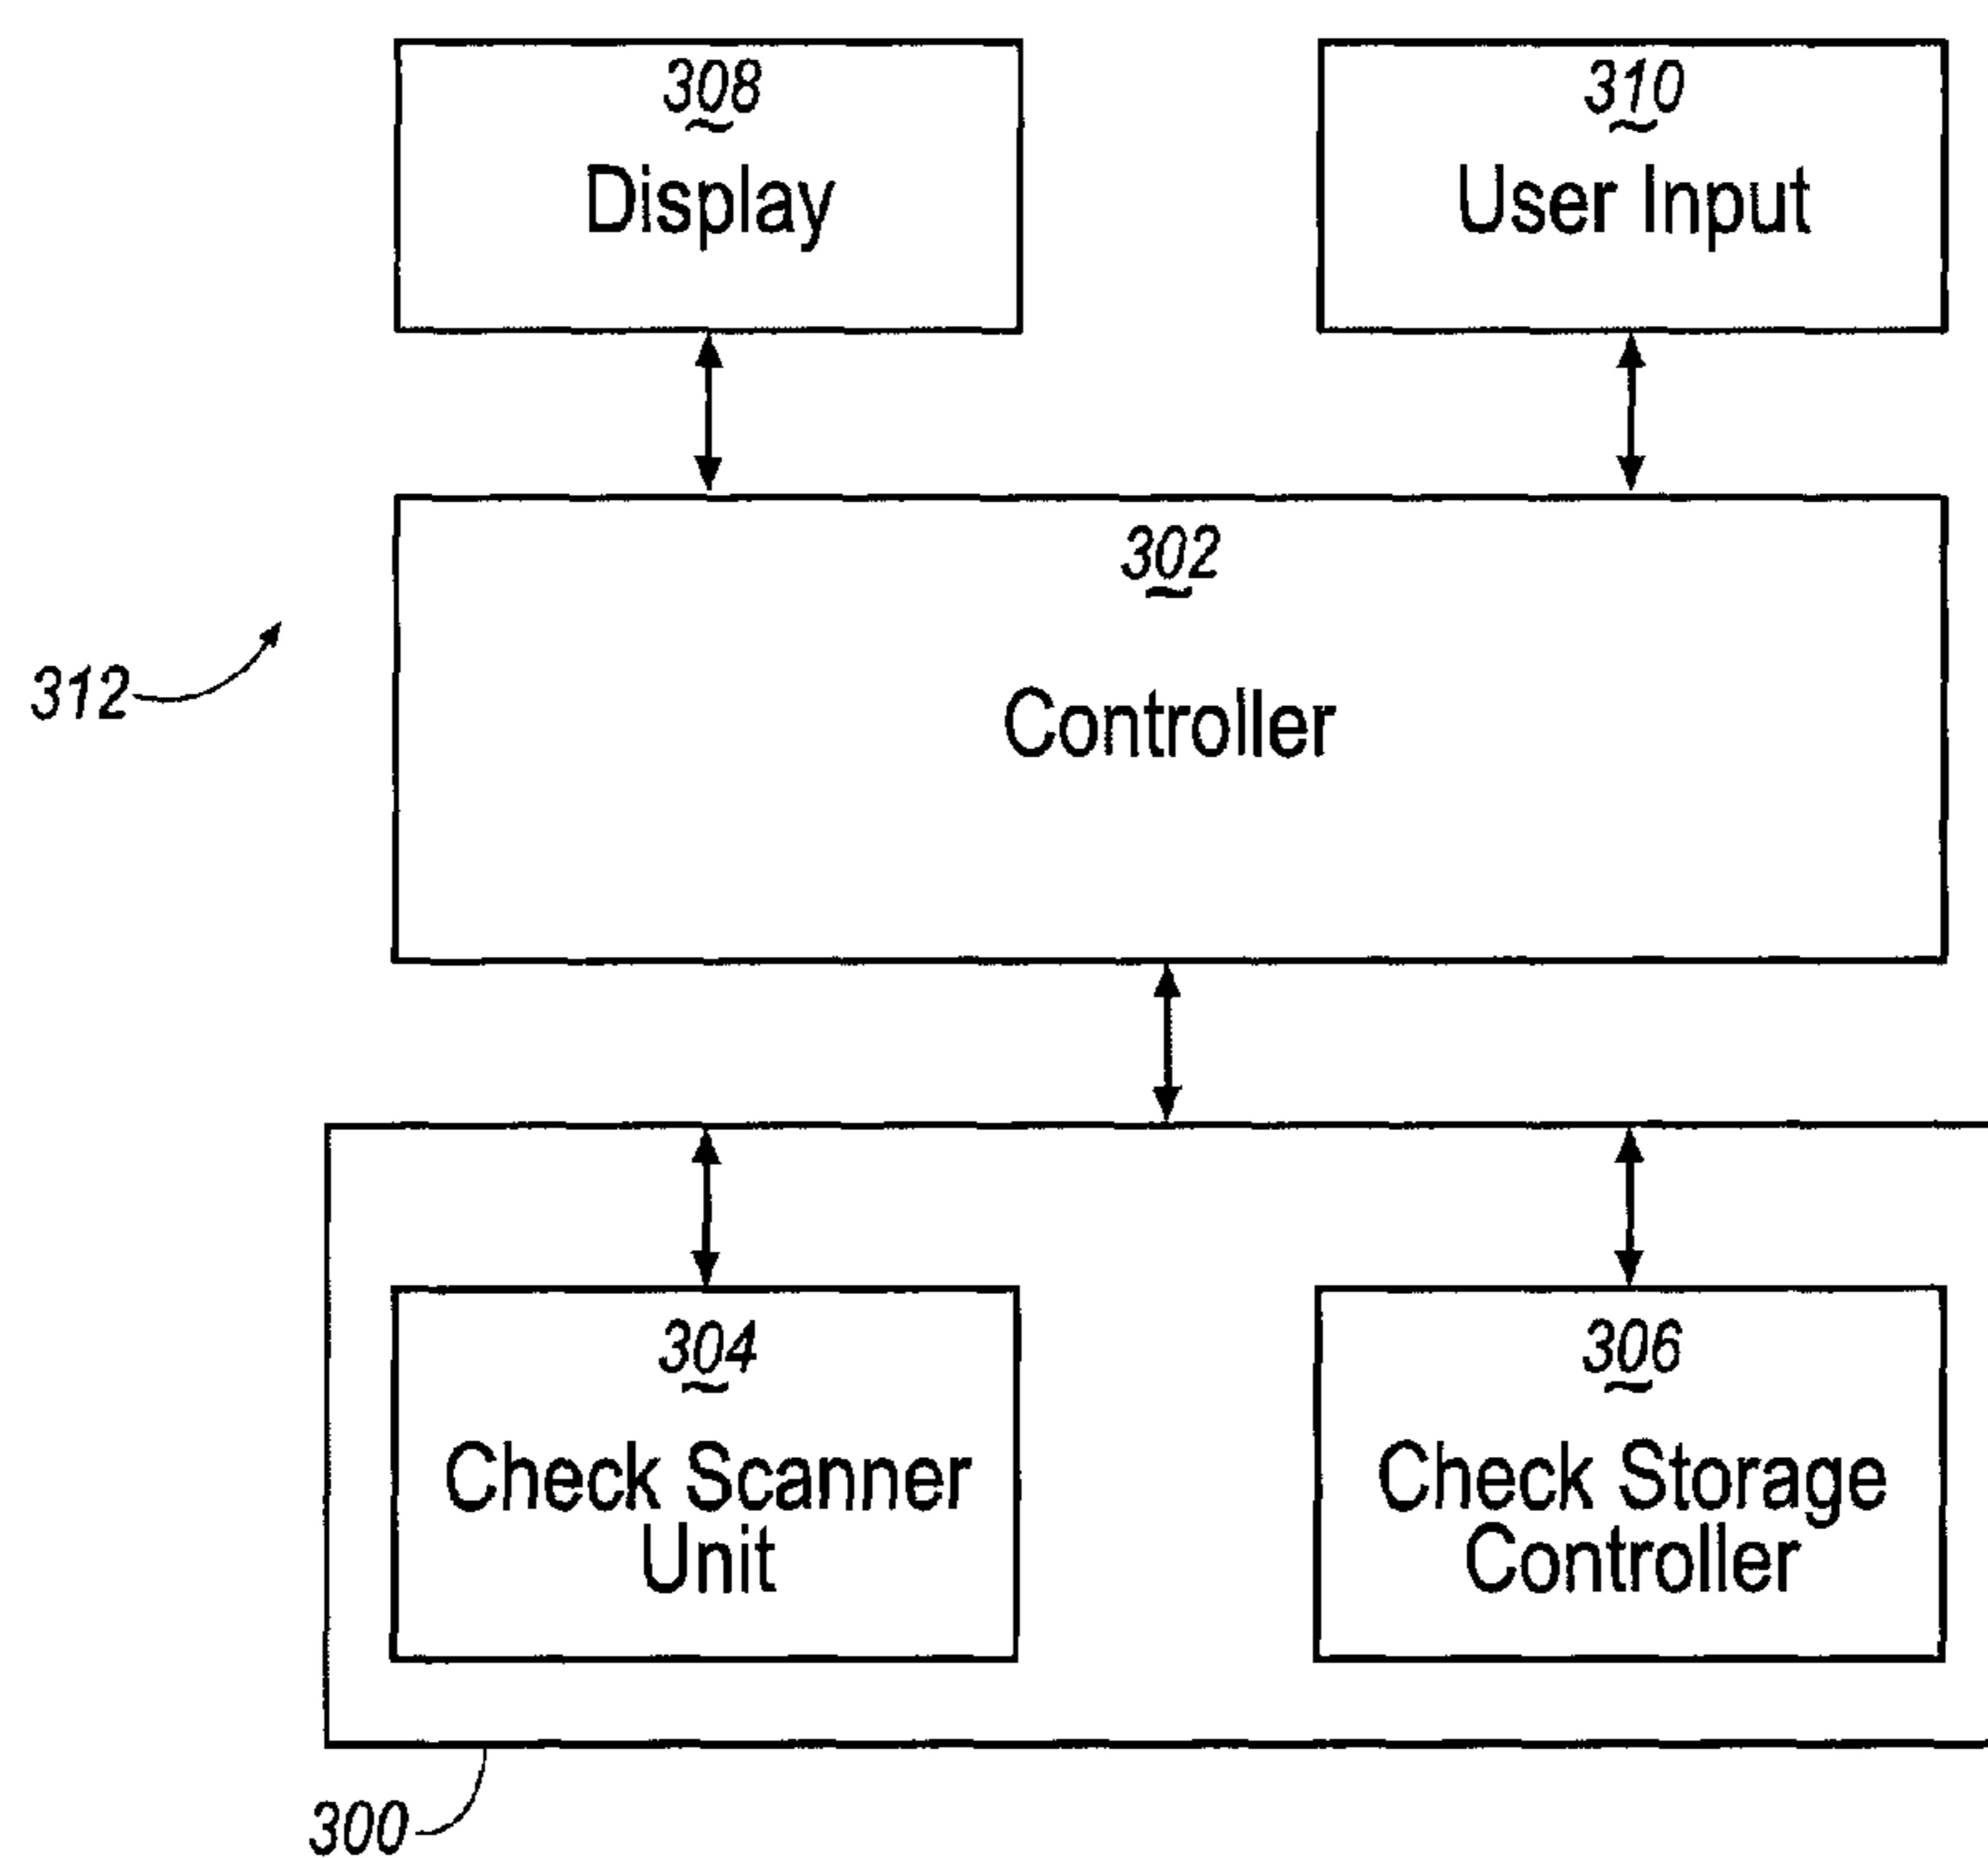 308
Display
310
User Input
302
Controller
312
304
Check Scanner
Unit
306
Check Storage
Controller
300